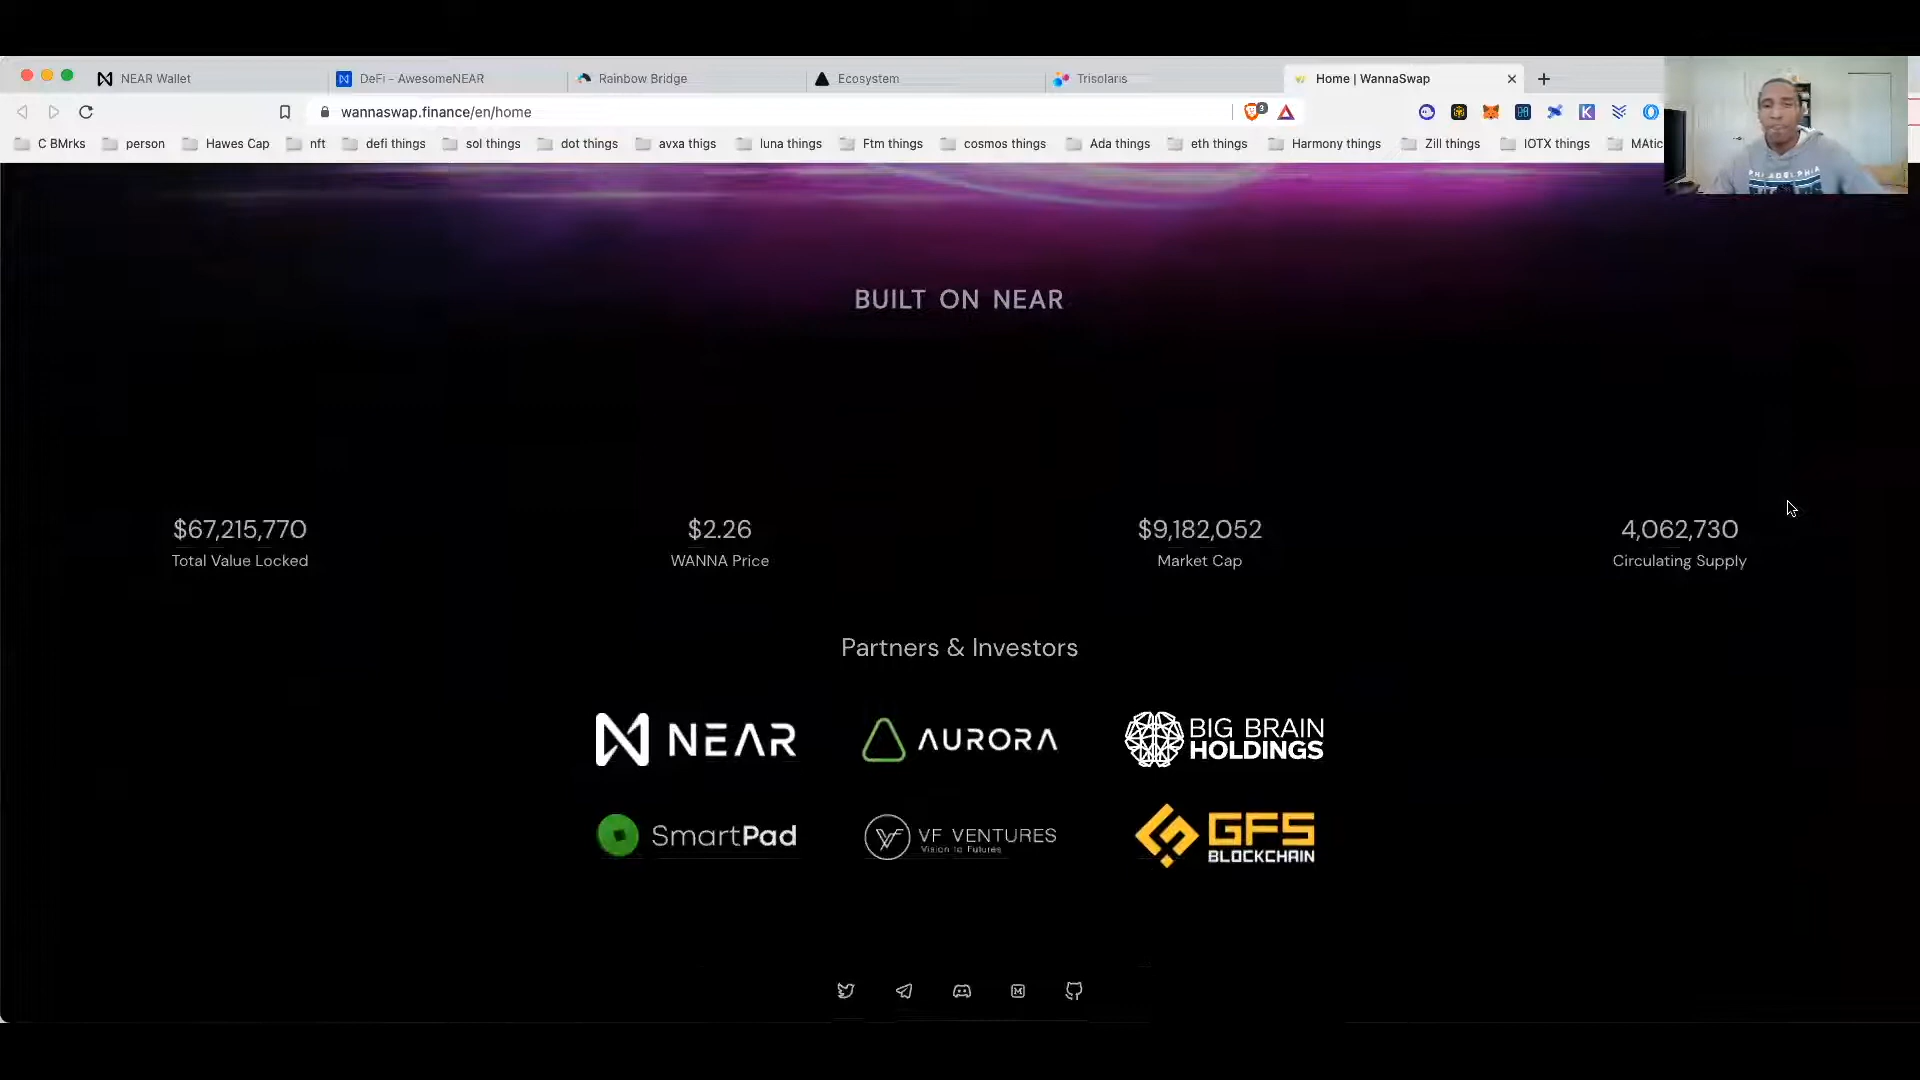 NEAR Wallet
DeFi - AwesomeNEAR
Rainbow Bridge
Ecosystem
Trisolaris
Home | WannaSwap
wannaswap.finance/en/home
3
C BMrks
person
Hawes Cap
nft
defi things
sol things
dot things
avxa thigs
luna things
Ftm things
cosmos things
Ada things
eth things
Harmony things
Zill things
IOTX things
MAtic
PHILADELPHIA
BUILT ON NEAR
$67,215,770
Total Value Locked
$2.26
WANNA Price
$9,182,052
Market Cap
4,062,730
Circulating Supply
Partners & Investors
NEAR
AURORA
BIG BRAIN
HOLDINGS
SmartPad
VF VENTURES
Vision to Futures
GFS
BLOCKCHAIN